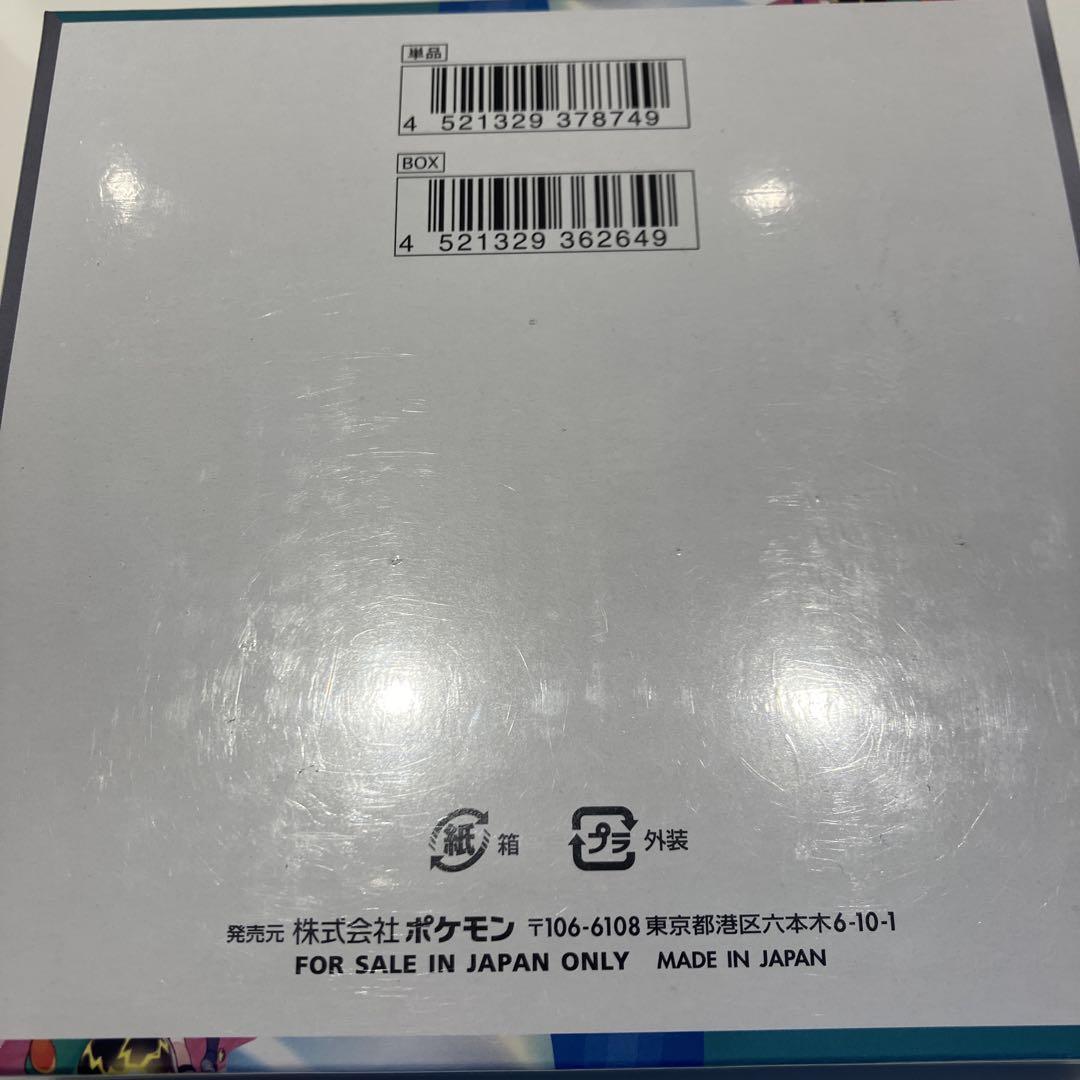 単品
4 521329 378749
BOX
4 521329 362649
紙 箱 プラ 外装
発売元 株式会社 ポケモン 〒106-6108 東京都港区六本木6-10-1
FOR SALE IN JAPAN ONLY MADE IN JAPAN